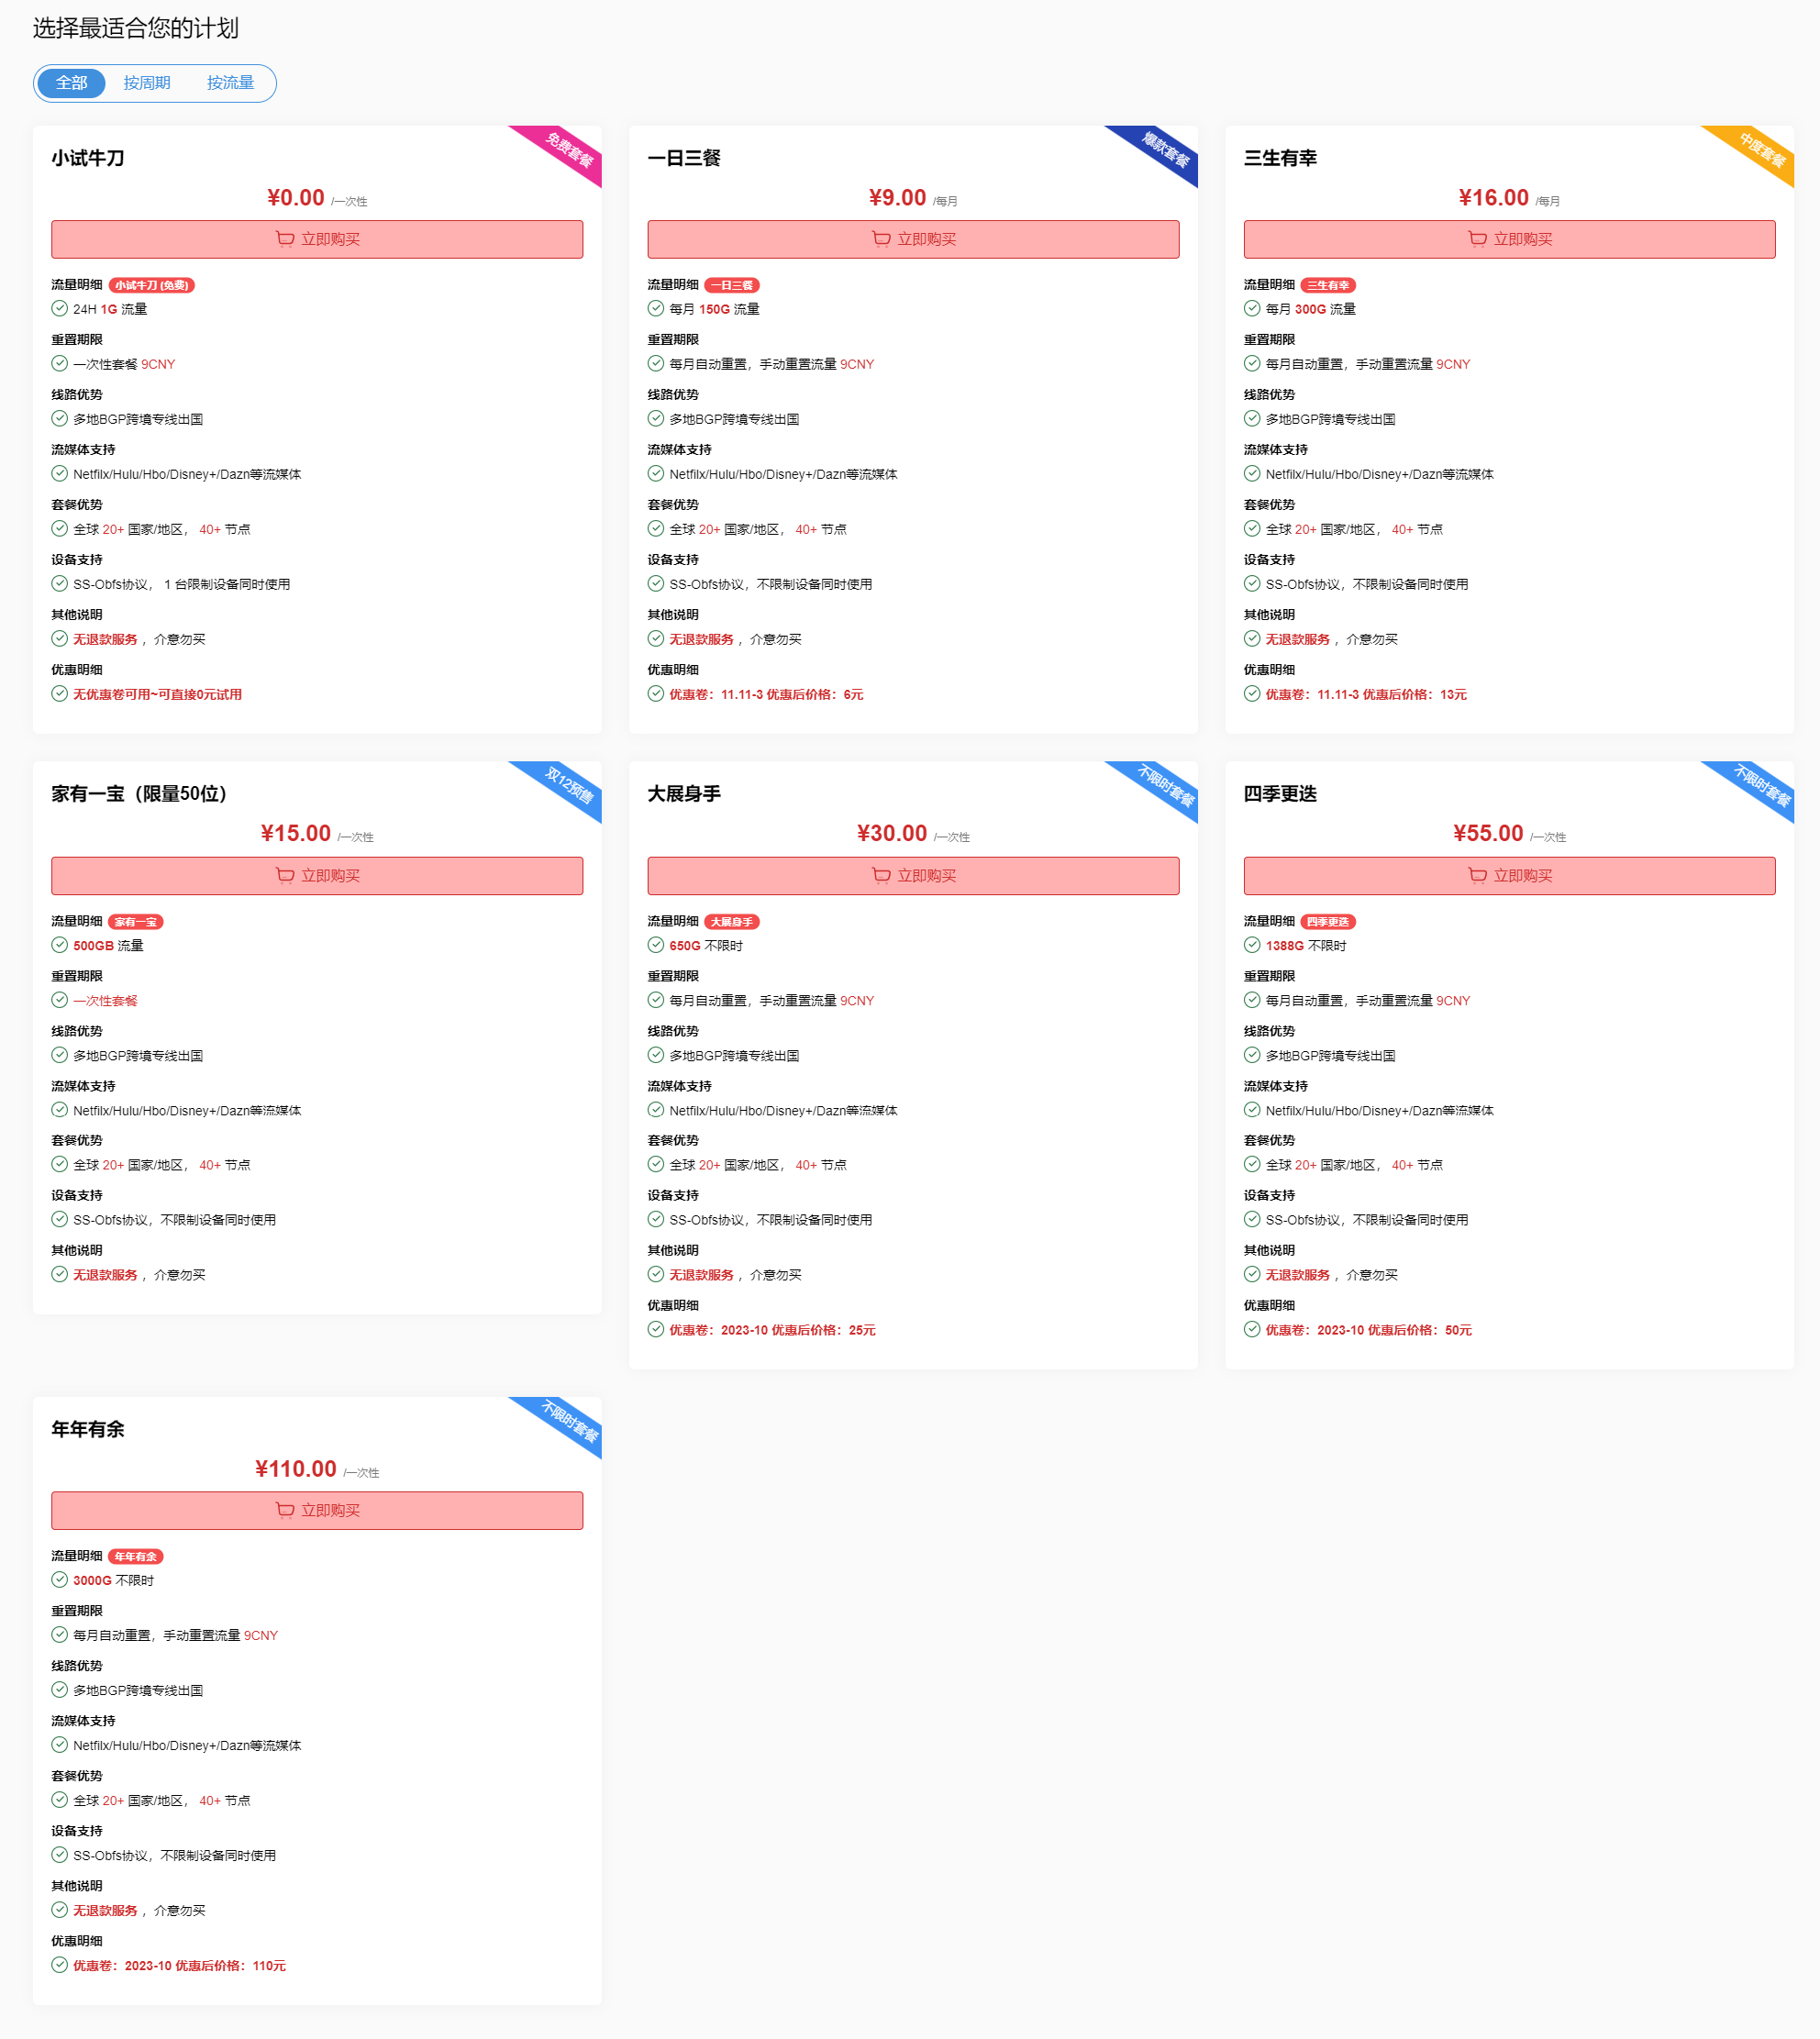 选择最适合您的计划
全部 按周期 按流量
免费套餐
小试牛刀
¥0.00 /一次性
立即购买
流量明细 小试牛刀 (免费)
24H 1G 流量
重置期限
一次性套餐 9CNY
线路优势
多地BGP跨境专线出国
流媒体支持
Netfilx/Hulu/Hbo/Disney+/Dazn等流媒体
套餐优势
全球 20+ 国家/地区， 40+ 节点
设备支持
SS-Obfs协议， 1 台限制设备同时使用
其他说明
无退款服务 ，介意勿买
优惠明细
无优惠卷可用~可直接0元试用
爆款套餐
一日三餐
¥9.00 /每月
立即购买
流量明细 一日三餐
每月 150G 流量
重置期限
每月自动重置，手动重置流量 9CNY
线路优势
多地BGP跨境专线出国
流媒体支持
Netfilx/Hulu/Hbo/Disney+/Dazn等流媒体
套餐优势
全球 20+ 国家/地区， 40+ 节点
设备支持
SS-Obfs协议，不限制设备同时使用
其他说明
无退款服务 ，介意勿买
优惠明细
优惠卷：11.11-3 优惠后价格：6元
中度套餐
三生有幸
¥16.00 /每月
立即购买
流量明细 三生有幸
每月 300G 流量
重置期限
每月自动重置，手动重置流量 9CNY
线路优势
多地BGP跨境专线出国
流媒体支持
Netfilx/Hulu/Hbo/Disney+/Dazn等流媒体
套餐优势
全球 20+ 国家/地区， 40+ 节点
设备支持
SS-Obfs协议，不限制设备同时使用
其他说明
无退款服务 ，介意勿买
优惠明细
优惠卷：11.11-3 优惠后价格：13元
双12预售
家有一宝（限量50位）
¥15.00 /一次性
立即购买
流量明细 家有一宝
500GB 流量
重置期限
一次性套餐
线路优势
多地BGP跨境专线出国
流媒体支持
Netfilx/Hulu/Hbo/Disney+/Dazn等流媒体
套餐优势
全球 20+ 国家/地区， 40+ 节点
设备支持
SS-Obfs协议，不限制设备同时使用
其他说明
无退款服务 ，介意勿买
不限时套餐
大展身手
¥30.00 /一次性
立即购买
流量明细 大展身手
650G 不限时
重置期限
每月自动重置，手动重置流量 9CNY
线路优势
多地BGP跨境专线出国
流媒体支持
Netfilx/Hulu/Hbo/Disney+/Dazn等流媒体
套餐优势
全球 20+ 国家/地区， 40+ 节点
设备支持
SS-Obfs协议，不限制设备同时使用
其他说明
无退款服务 ，介意勿买
优惠明细
优惠卷：2023-10 优惠后价格：25元
不限时套餐
四季更迭
¥55.00 /一次性
立即购买
流量明细 四季更迭
1388G 不限时
重置期限
每月自动重置，手动重置流量 9CNY
线路优势
多地BGP跨境专线出国
流媒体支持
Netfilx/Hulu/Hbo/Disney+/Dazn等流媒体
套餐优势
全球 20+ 国家/地区， 40+ 节点
设备支持
SS-Obfs协议，不限制设备同时使用
其他说明
无退款服务 ，介意勿买
优惠明细
优惠卷：2023-10 优惠后价格：50元
不限时套餐
年年有余
¥110.00 /一次性
立即购买
流量明细 年年有余
3000G 不限时
重置期限
每月自动重置，手动重置流量 9CNY
线路优势
多地BGP跨境专线出国
流媒体支持
Netfilx/Hulu/Hbo/Disney+/Dazn等流媒体
套餐优势
全球 20+ 国家/地区， 40+ 节点
设备支持
SS-Obfs协议，不限制设备同时使用
其他说明
无退款服务 ，介意勿买
优惠明细
优惠卷：2023-10 优惠后价格：110元